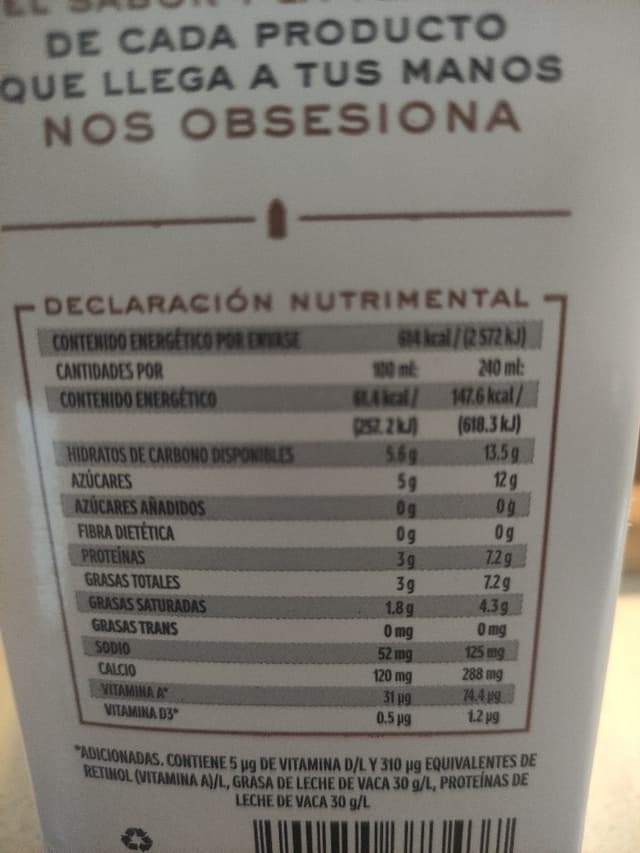 DE CADA PRODUCTO
QUE LLEGA A TUS MANOS
NOS OBSESIONA
DECLARACIÓN NUTRIMENTAL
CONTENIDO ENERGÉTICO POR ENVASE 614 kcal/(2 572 kJ)
CANTIDADES POR 100 ml: 240 ml:
CONTENIDO ENERGÉTICO 61.4 kcal/ 147.6 kcal/
(257.2 kJ) (618.3 kJ)
HIDRATOS DE CARBONO DISPONIBLES 5.6 g 13.5 g
AZÚCARES 5 g 12 g
AZÚCARES AÑADIDOS 0 g 0 g
FIBRA DIETÉTICA 0 g 0 g
PROTEÍNAS 3 g 7.2 g
GRASAS TOTALES 3 g 7.2 g
GRASAS SATURADAS 1.8 g 4.3 g
GRASAS TRANS 0 mg 0 mg
SODIO 52 mg 125 mg
CALCIO 120 mg 288 mg
VITAMINA A* 31 µg 74.4 µg
VITAMINA D3* 0.5 µg 1.2 µg
*ADICIONADAS. CONTIENE 5 µg DE VITAMINA D/L Y 310 µg EQUIVALENTES DE
RETINOL (VITAMINA A)/L, GRASA DE LECHE DE VACA 30 g/L, PROTEÍNAS DE
LECHE DE VACA 30 g/L